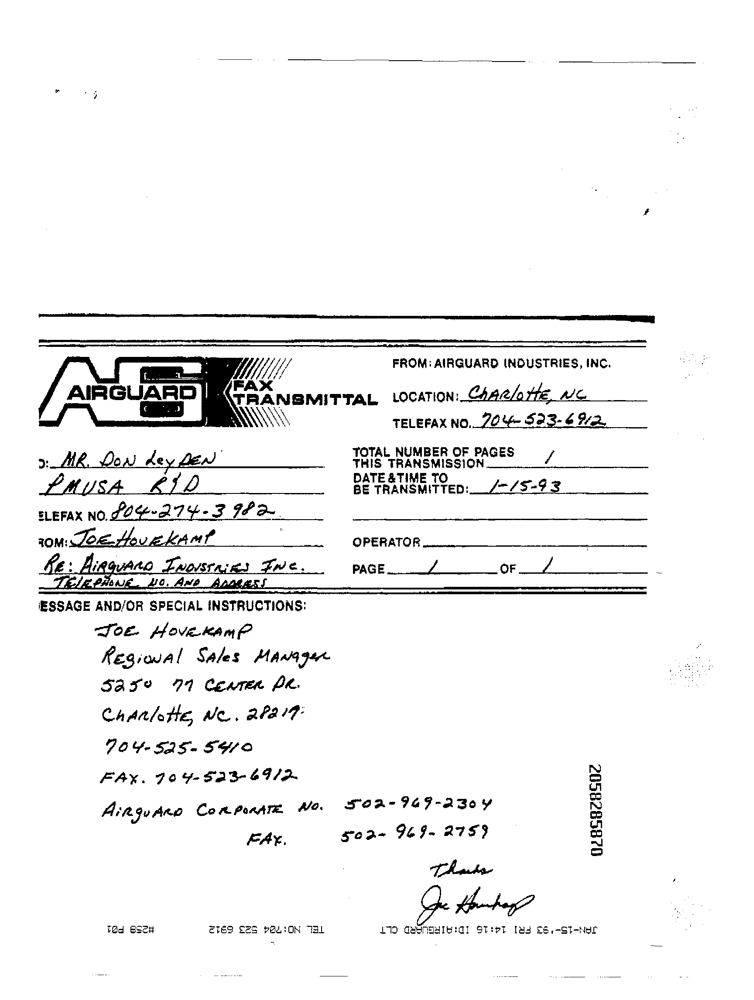 AIRGUARD
FAX
TRANSMITTAL
FROM: AIRGUARD INDUSTRIES, INC.
LOCATION: CHARLOTTE, NC
TELEFAX NO. 704-523-6912
O: MR. DON LEYDEN
PMUSA R&D
ELEFAX NO. 804-274-3982
ROM: JOE HOVEKAMP
RE: AIRGUARD INDUSTRIES INC.
TELEPHONE NO. AND ADDRESS
TOTAL NUMBER OF PAGES
THIS TRANSMISSION 1
DATE & TIME TO
BE TRANSMITTED: 1-15-93
OPERATOR
PAGE 1 OF 1
ESSAGE AND/OR SPECIAL INSTRUCTIONS:
JOE HOVEKAMP
REGIONAL SALES MANAGER
5250 77 CENTER DR.
CHARLOTTE, NC. 28217
704-525-5410
FAX. 704-523-6912
AIRGUARD CORPORATE NO. 502-969-2304
FAX. 502-969-2759
Thanks
Joe Hovekamp
2058285870
JAN-15-'93 FRI 14:16 ID:AIRGUARD CLT TEL NO:704 523 6912 #259 P01